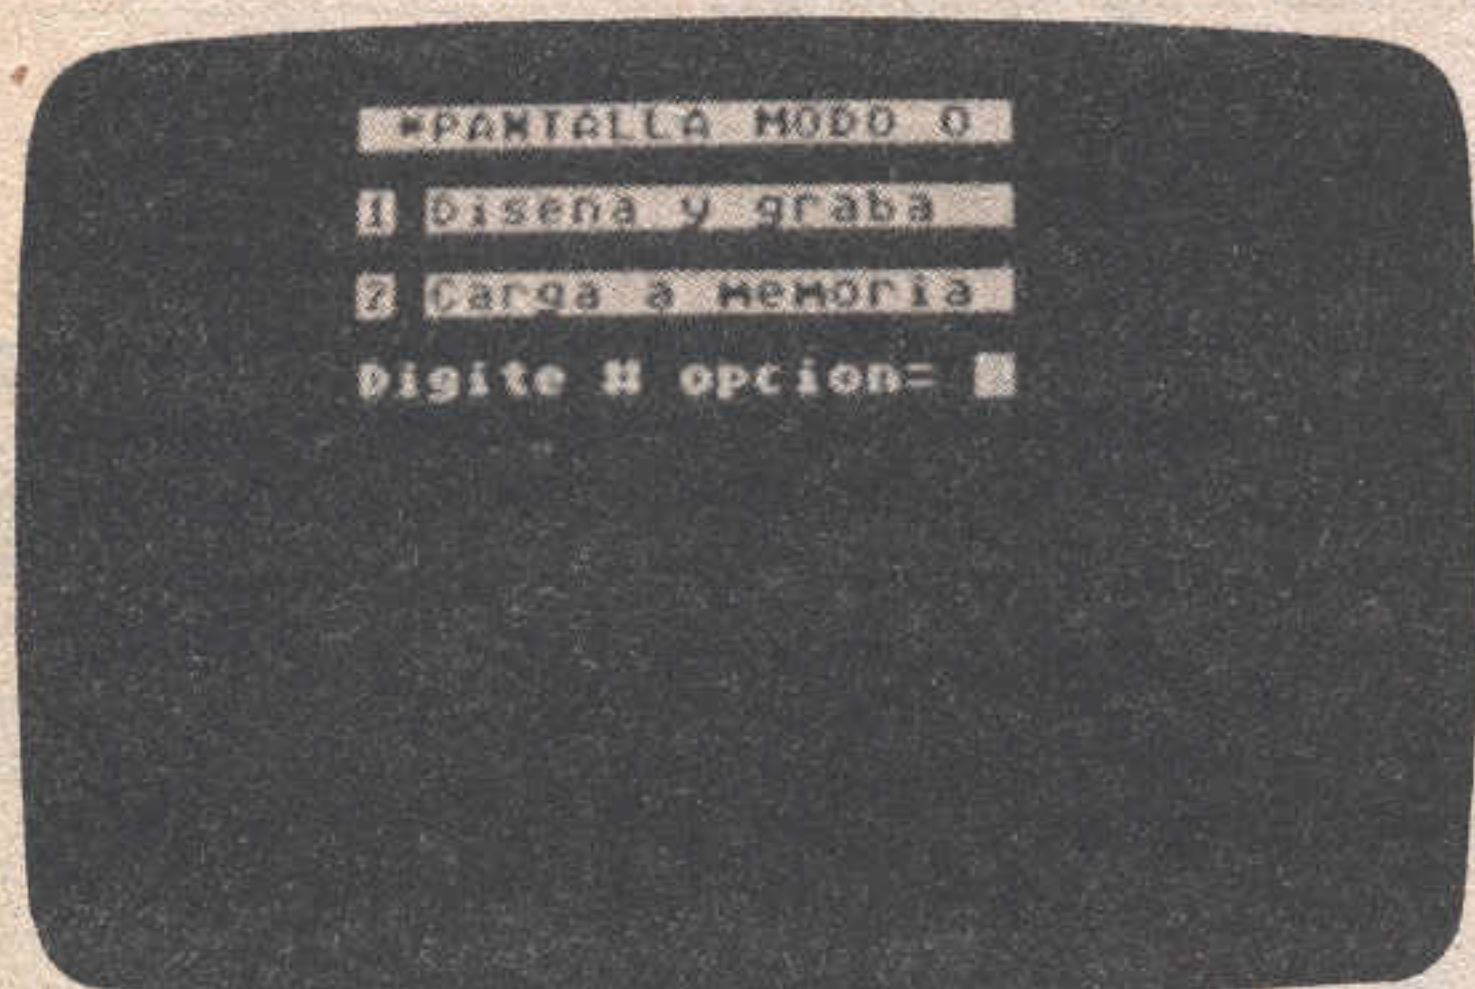 *PANTALLA MODO 0
1 Disena y graba
2 Carga a memoria
Digite # opcion=